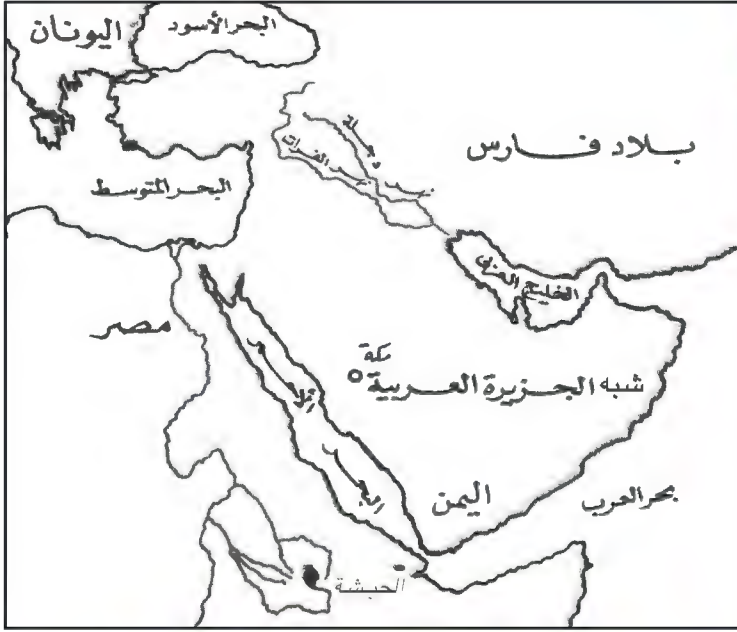 اليونان
البحر الأسود
بلاد فارس
نهر الفرات
البحر المتوسط
الخليج العربي
مصر
مكة
شبه الجزيرة العربية
اليمن
بحر العرب
الحبشة